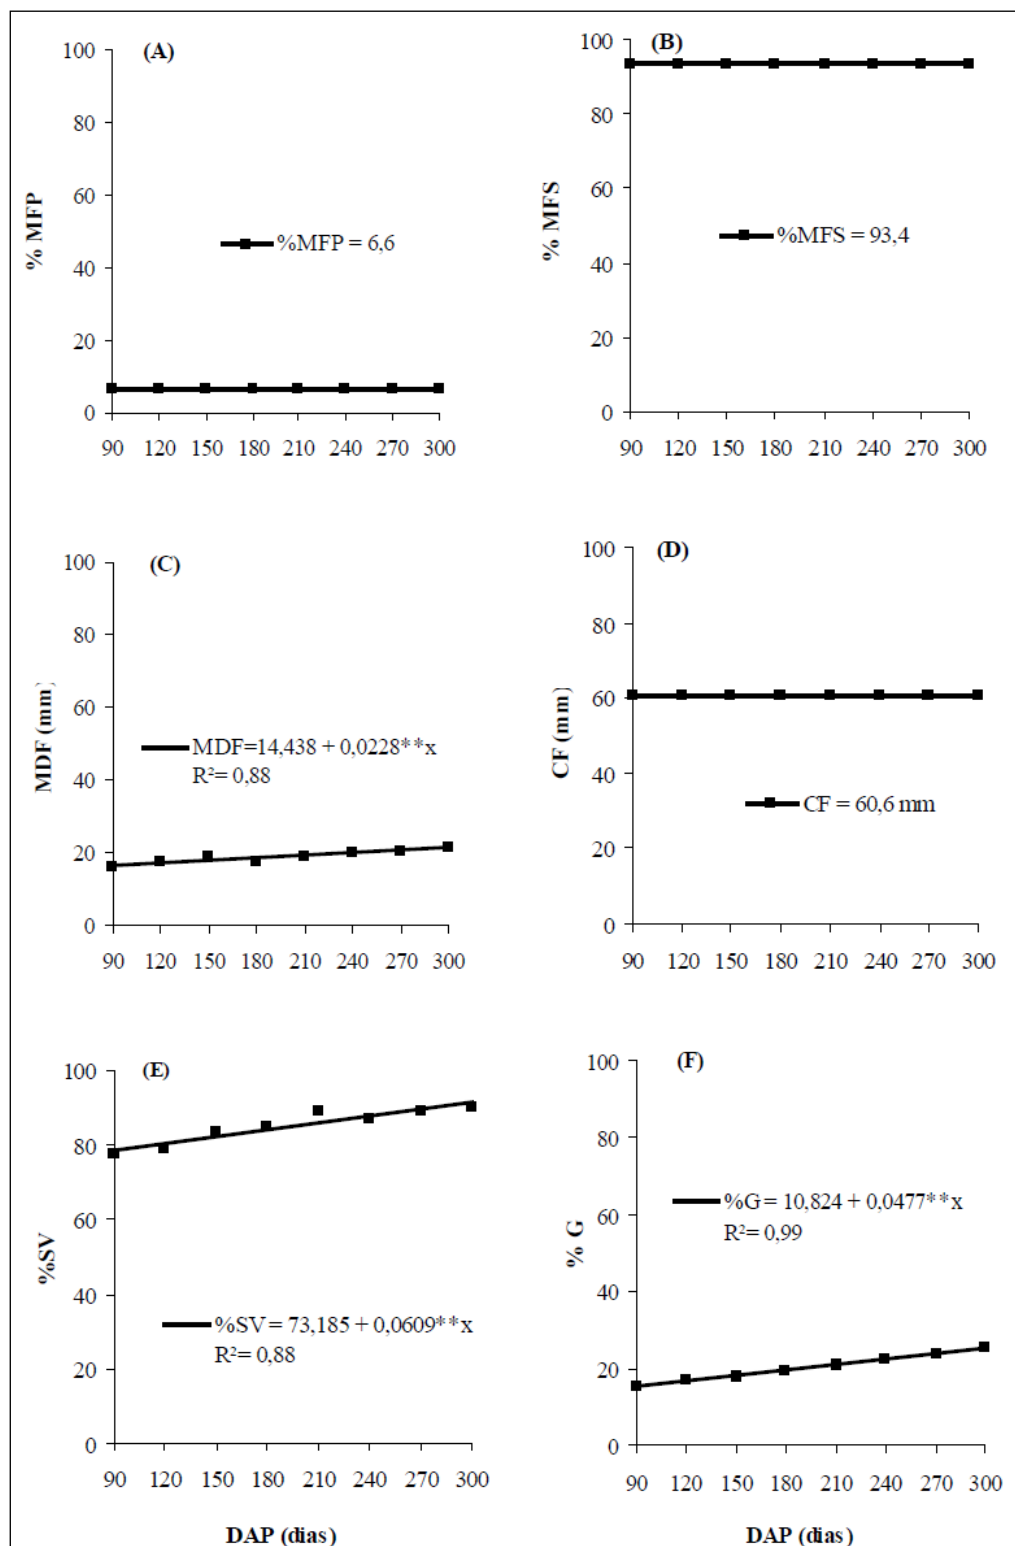 (A)
100
80
60
40
20
0
% MFP
%MFP = 6,6
90 120 150 180 210 240 270 300
(B)
100
80
60
40
20
0
% MFS
%MFS = 93,4
90 120 150 180 210 240 270 300
(C)
100
80
60
40
20
0
MDF (mm)
MDF=14,438 + 0,0228**x
R²= 0,88
90 120 150 180 210 240 270 300
(D)
100
80
60
40
20
0
CF (mm)
CF = 60,6 mm
90 120 150 180 210 240 270 300
(E)
100
80
60
40
20
0
%SV
%SV = 73,185 + 0,0609**x
R²= 0,88
90 120 150 180 210 240 270 300
DAP (dias)
(F)
100
80
60
40
20
0
% G
%G = 10,824 + 0,0477**x
R²= 0,99
90 120 150 180 210 240 270 300
DAP (dias)